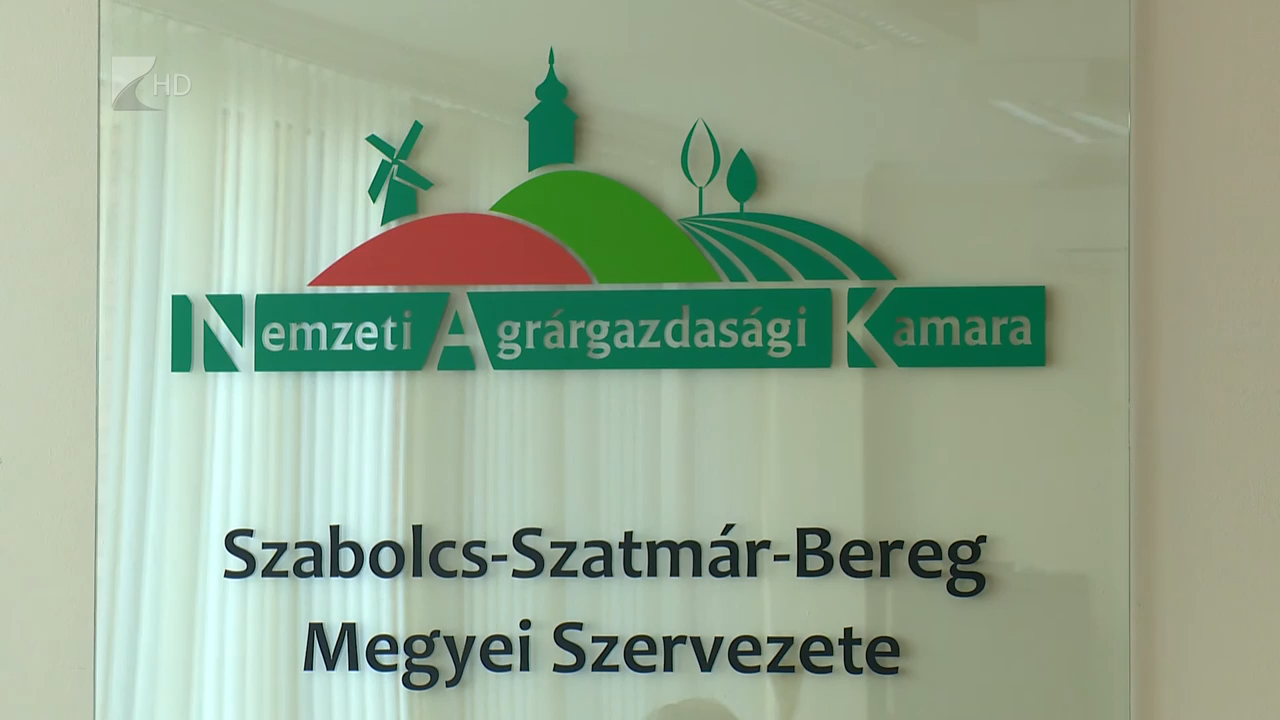 HD
Nemzeti Agrárgazdasági Kamara
Szabolcs-Szatmár-Bereg
Megyei Szervezete